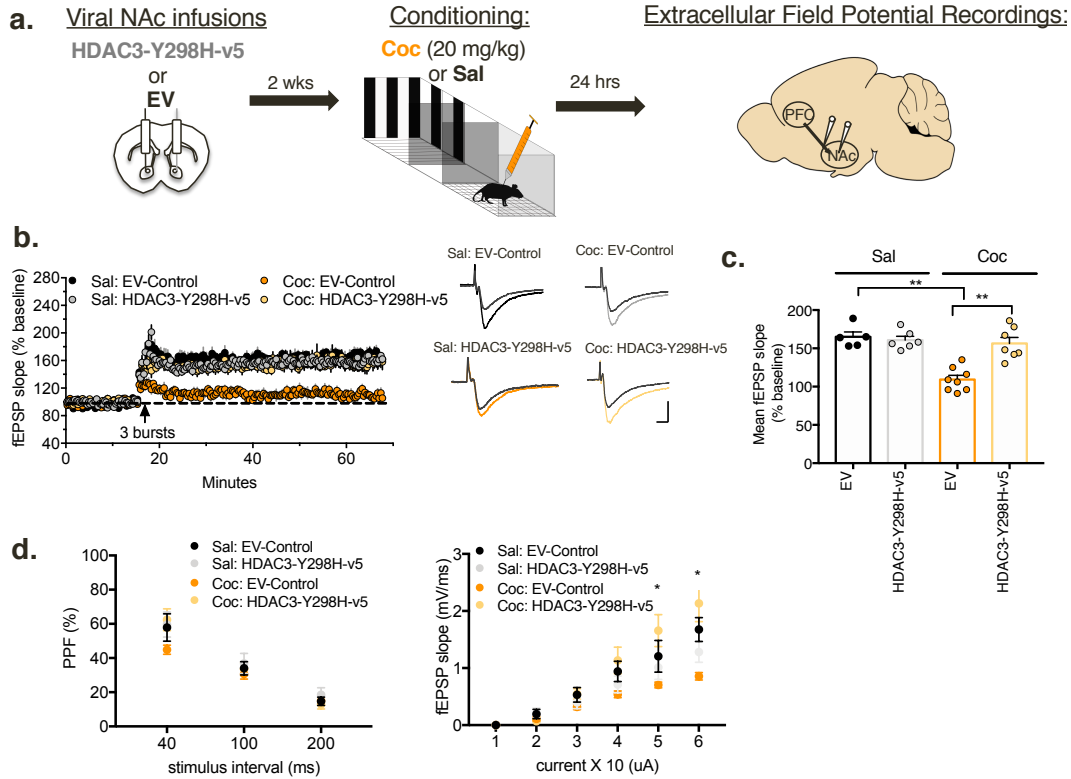 a.
Viral NAc infusions
HDAC3-Y298H-v5
or
EV
2 wks
Conditioning:
Coc (20 mg/kg)
or Sal
24 hrs
Extracellular Field Potential Recordings:
PFC
NAc
b.
fEPSP slope (% baseline)
280
240
200
160
120
80
40
Sal: EV-Control
Coc: EV-Control
Sal: HDAC3-Y298H-v5
Coc: HDAC3-Y298H-v5
3 bursts
0 20 40 60
Minutes
Sal: EV-Control
Coc: EV-Control
Sal: HDAC3-Y298H-v5
Coc: HDAC3-Y298H-v5
c.
Sal
Coc
**
**
Mean fEPSP slope
(% baseline)
150
100
50
0
EV
HDAC3-Y298H-v5
EV
HDAC3-Y298H-v5
d.
PPF (%)
100
80
60
40
20
0
Sal: EV-Control
Sal: HDAC3-Y298H-v5
Coc: EV-Control
Coc: HDAC3-Y298H-v5
40 100 200
stimulus interval (ms)
fEPSP slope (mV/ms)
3
2
1
0
Sal: EV-Control
Sal: HDAC3-Y298H-v5
Coc: EV-Control
Coc: HDAC3-Y298H-v5
* *
1 2 3 4 5 6
current X 10 (uA)